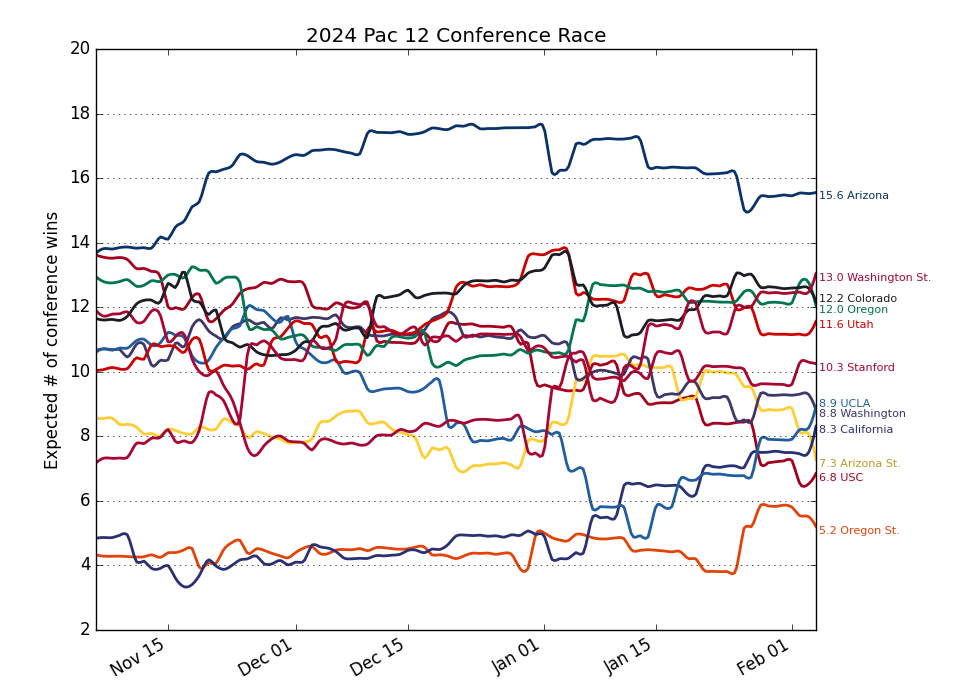 2024 Pac 12 Conference Race
Expected # of conference wins
20
18
16
14
12
10
8
6
4
2
Nov 15
Dec 01
Dec 15
Jan 01
Jan 15
Feb 01
15.6 Arizona
13.0 Washington St.
12.2 Colorado
12.0 Oregon
11.6 Utah
10.3 Stanford
8.9 UCLA
8.8 Washington
8.3 California
7.3 Arizona St.
6.8 USC
5.2 Oregon St.